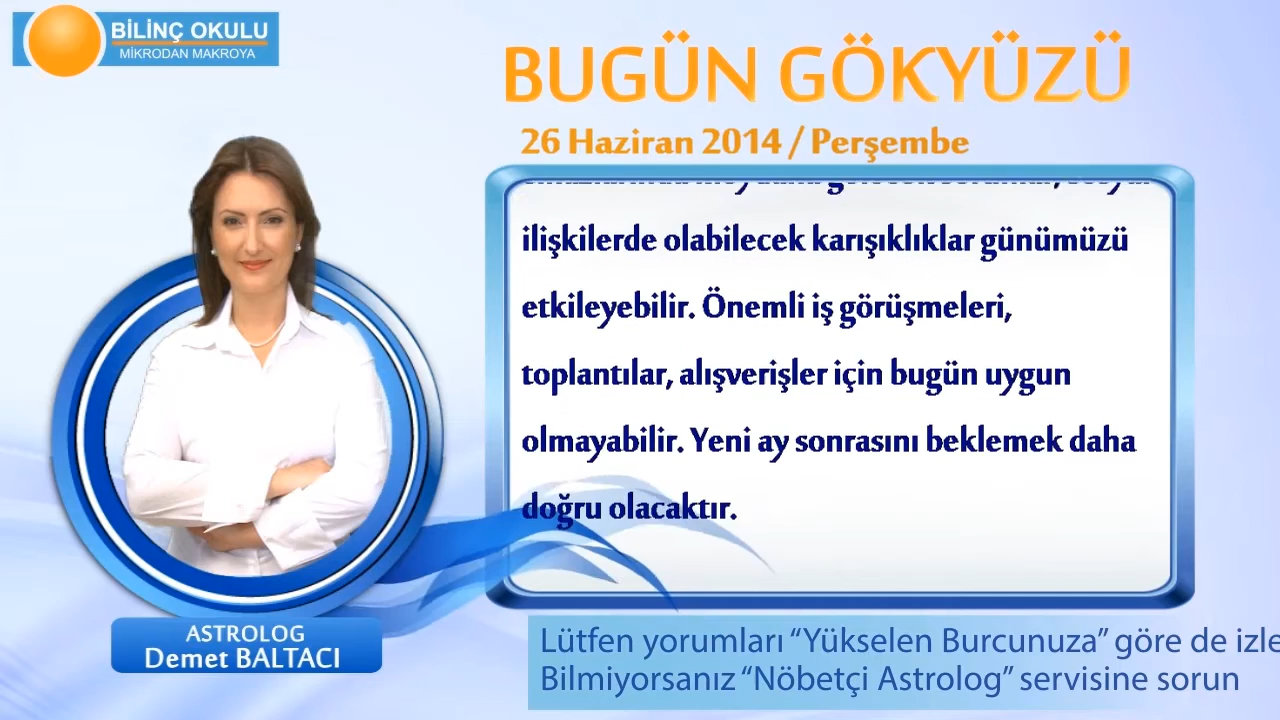 BİLİNÇ OKULU
MİKRODAN MAKROYA
BUGÜN GÖKYÜZÜ
26 Haziran 2014 / Perşembe
ilişkilerde olabilecek karışıklıklar günümüzü
etkileyebilir. Önemli iş görüşmeleri,
toplantılar, alışverişler için bugün uygun
olmayabilir. Yeni ay sonrasını beklemek daha
doğru olacaktır.
ASTROLOG
Demet BALTACI
Lütfen yorumları “Yükselen Burcunuza” göre de izle
Bilmiyorsanız “Nöbetçi Astrolog” servisine sorun